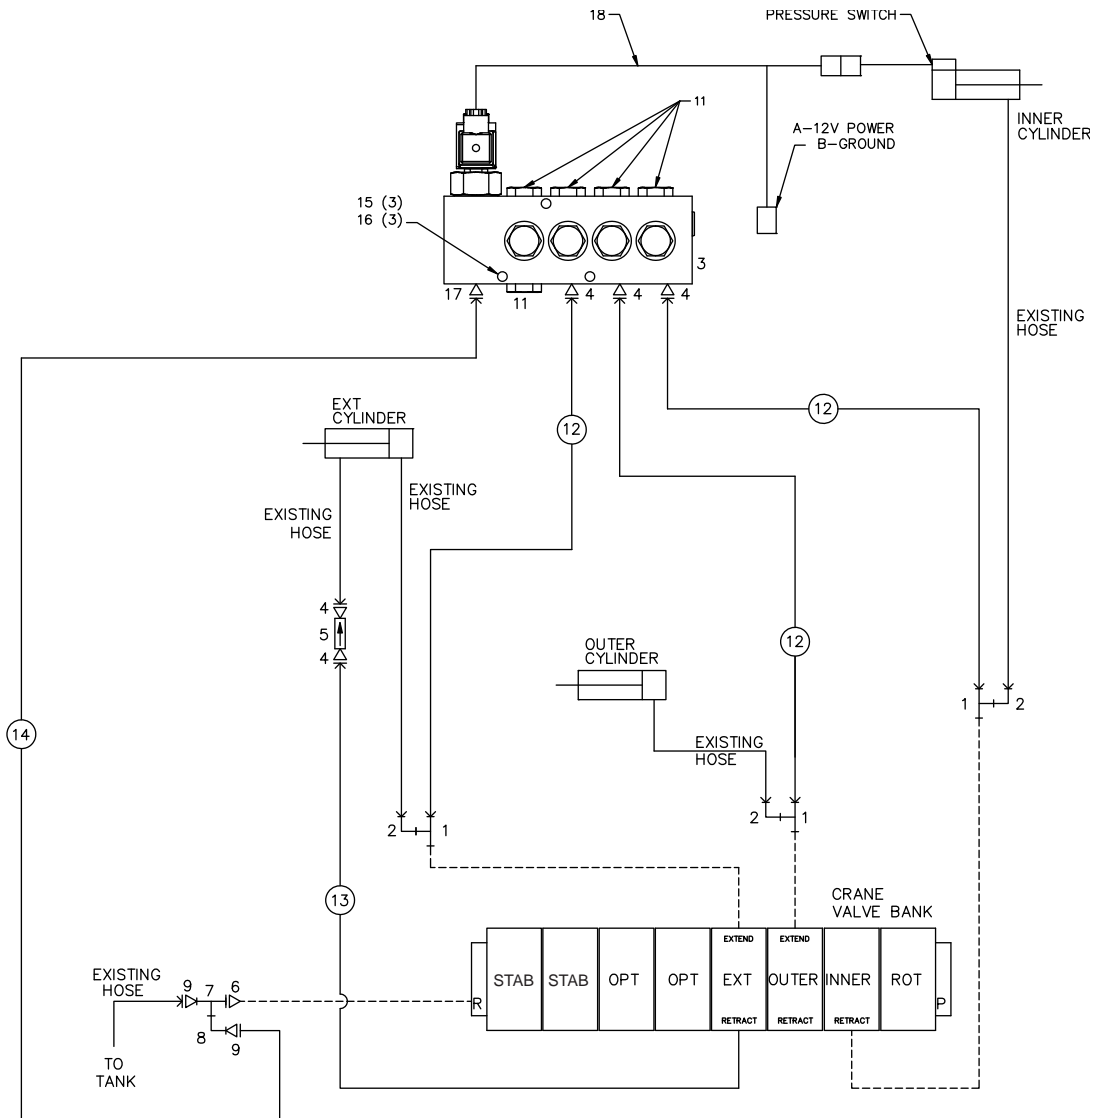 18
PRESSURE SWITCH
11
A-12V POWER
B-GROUND
INNER
CYLINDER
15 (3)
16 (3)
3
17
11
4
4
4
EXISTING
HOSE
EXT
CYLINDER
12
12
EXISTING
HOSE
EXISTING
HOSE
4
5
4
OUTER
CYLINDER
12
1
2
14
EXISTING
HOSE
2
1
2
1
13
CRANE
VALVE BANK
EXTEND
EXTEND
STAB
STAB
OPT
OPT
EXT
OUTER
INNER
ROT
R
P
RETRACT
RETRACT
RETRACT
EXISTING
HOSE
9
7
6
8
9
TO
TANK